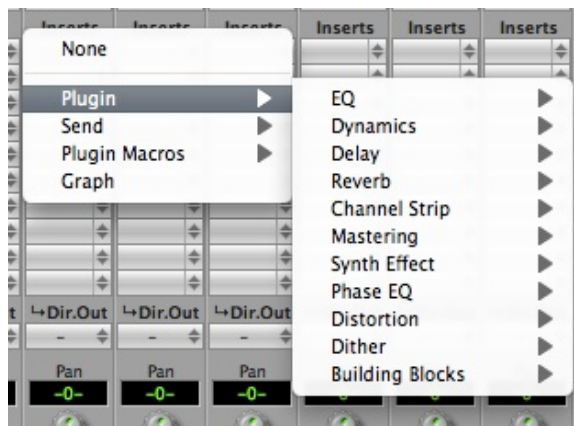 Inserts Inserts Inserts Inserts Inserts Inserts
None
Plugin
Send
Plugin Macros
Graph
EQ
Dynamics
Delay
Reverb
Channel Strip
Mastering
Synth Effect
Phase EQ
Distortion
Dither
Building Blocks
t ↳Dir.Out ↳Dir.Out ↳Dir.Out
- - -
Pan Pan Pan
-0- -0- -0-